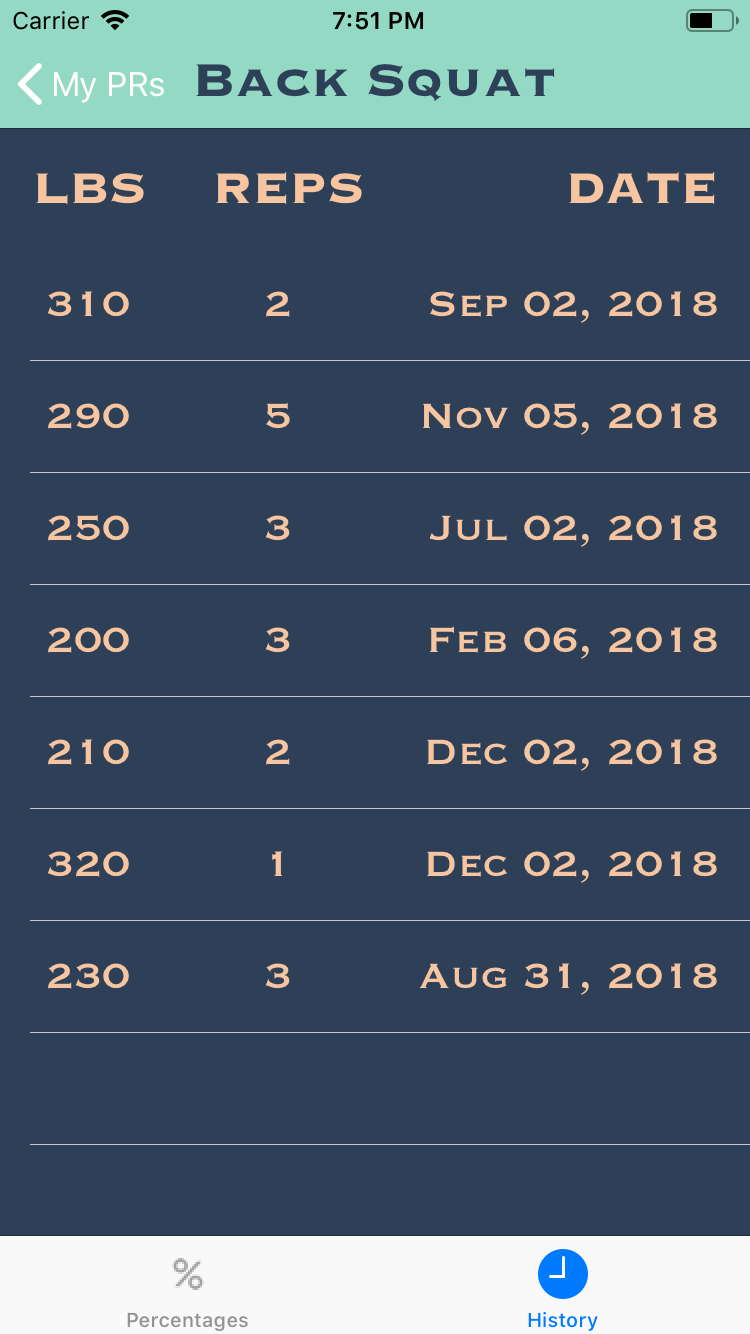 Carrier 7:51 PM
My PRs Back Squat
LBS REPS DATE
310 2 Sep 02, 2018
290 5 Nov 05, 2018
250 3 Jul 02, 2018
200 3 Feb 06, 2018
210 2 Dec 02, 2018
320 1 Dec 02, 2018
230 3 Aug 31, 2018
%
Percentages History